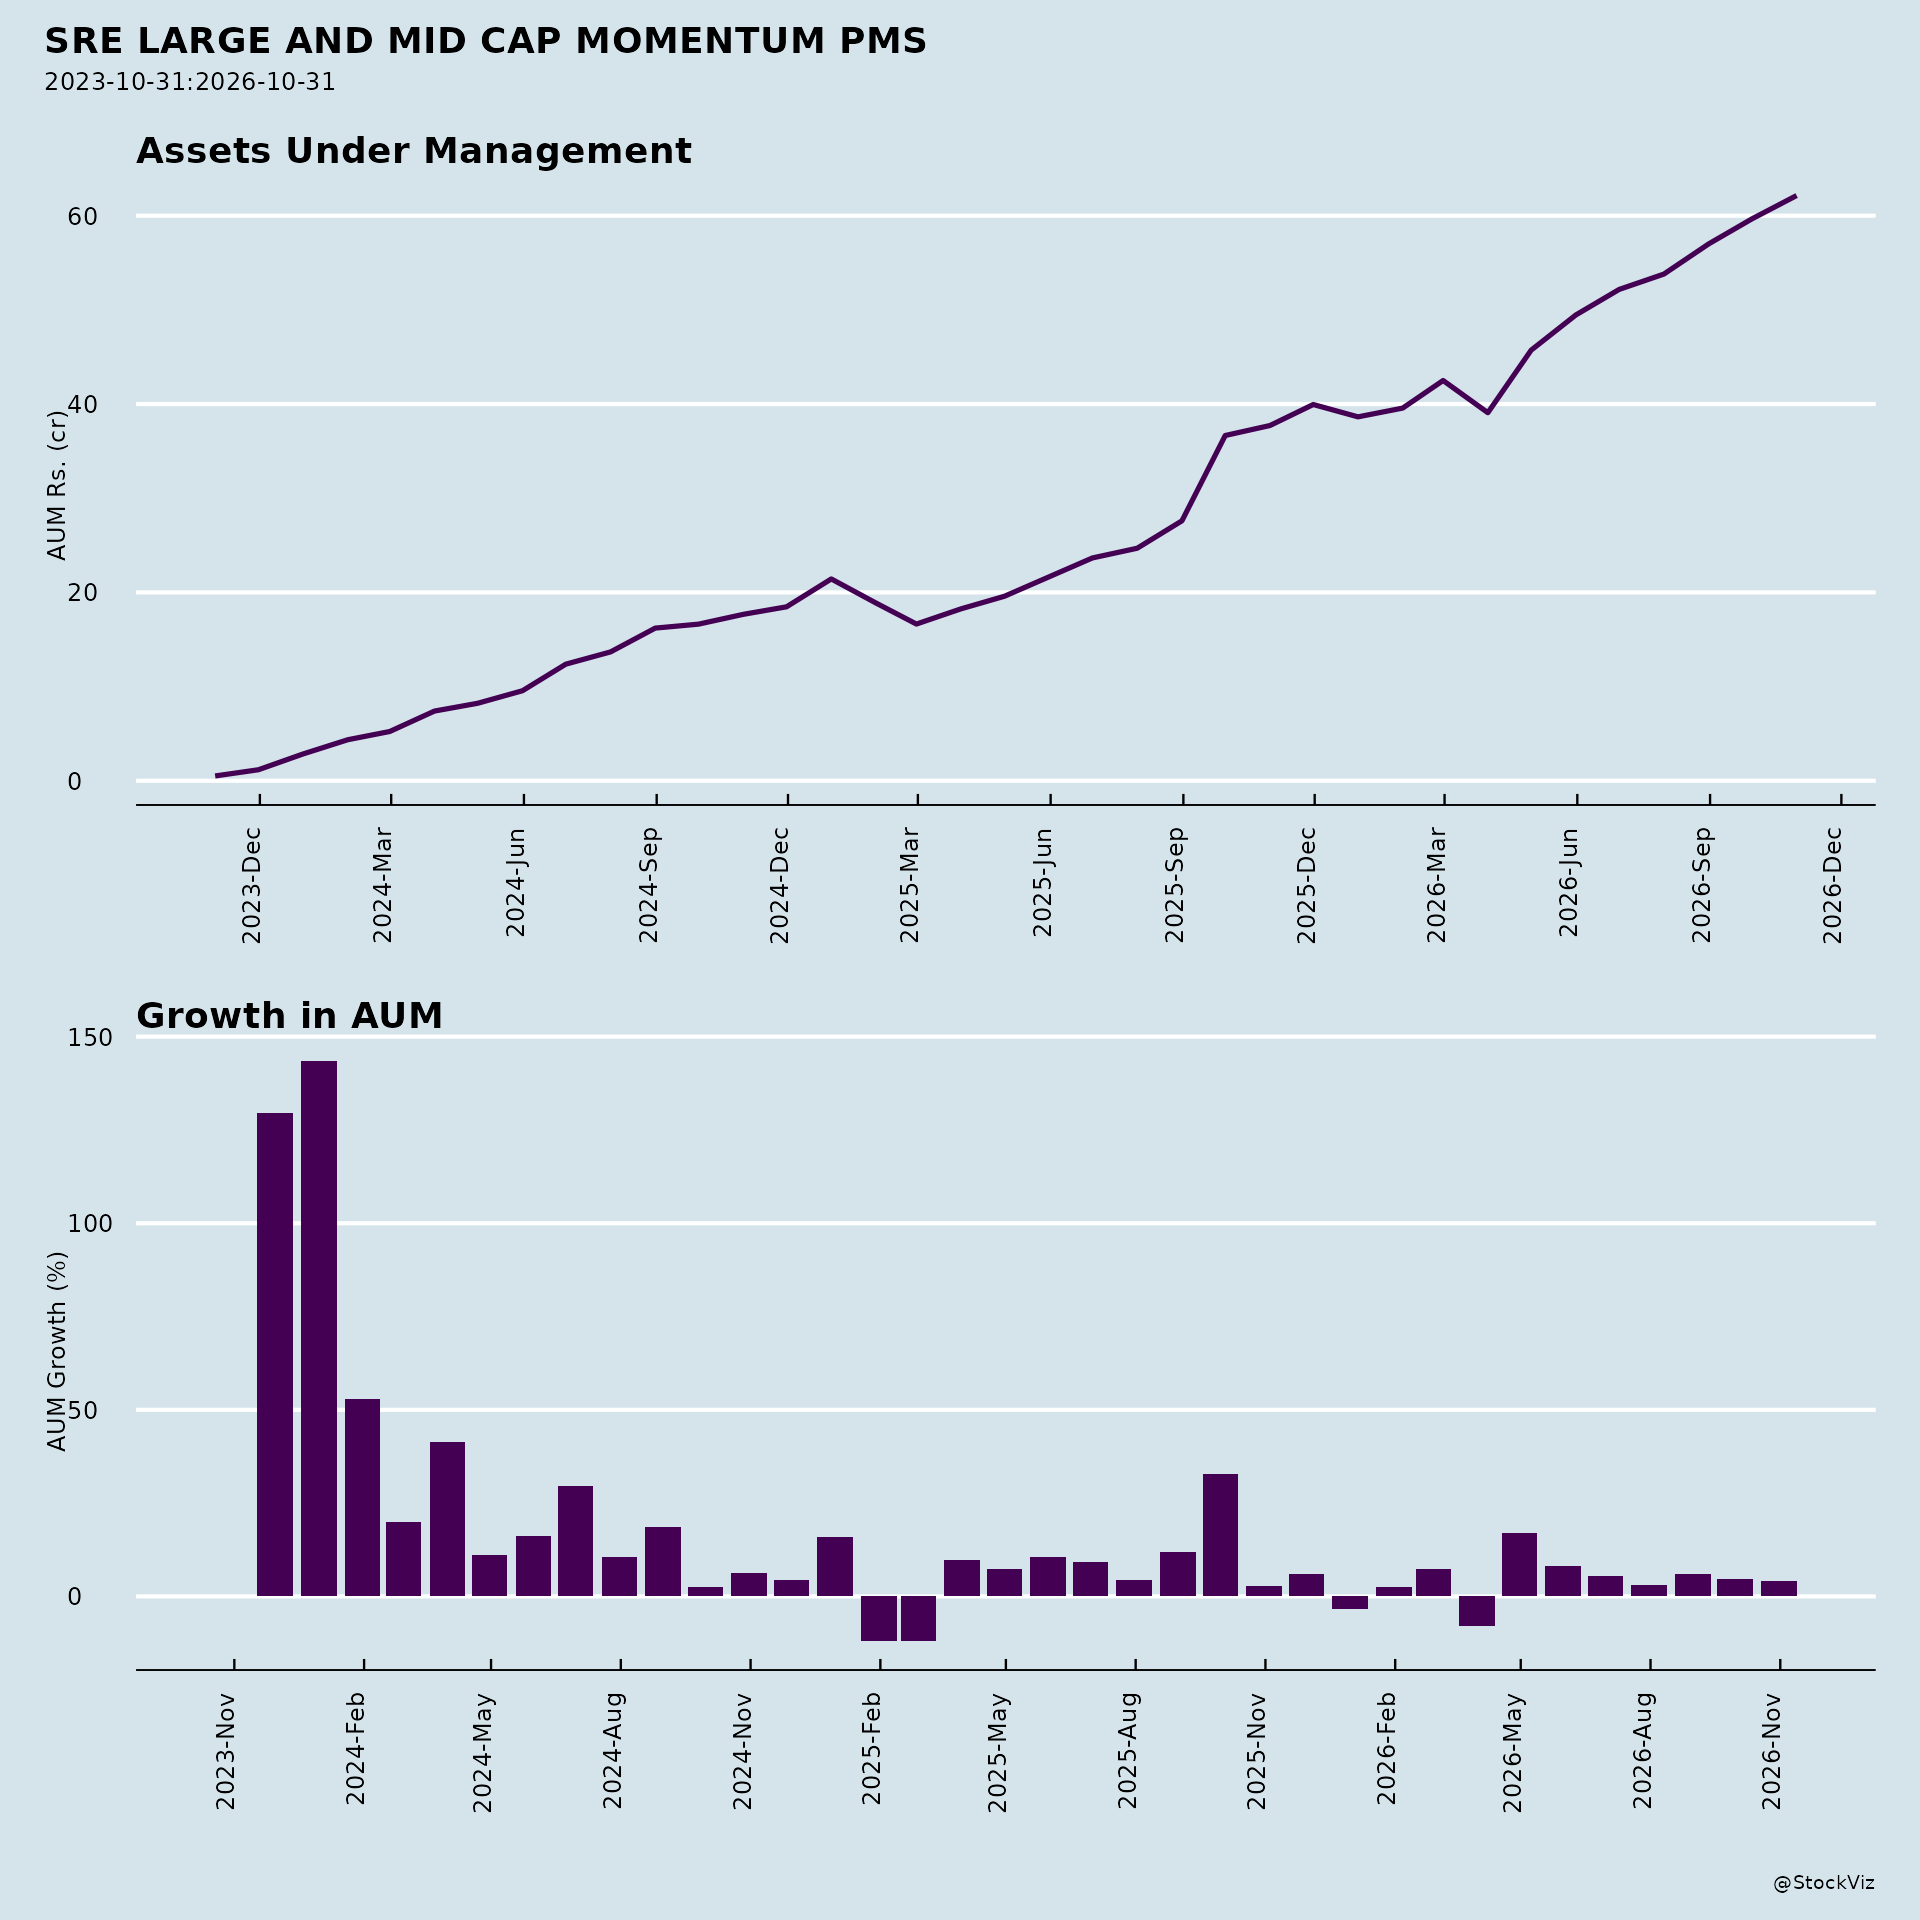 SRE LARGE AND MID CAP MOMENTUM PMS
2023-10-31:2026-10-31
Assets Under Management
AUM Rs. (cr)
60
40
20
0
2023-Dec
2024-Mar
2024-Jun
2024-Sep
2024-Dec
2025-Mar
2025-Jun
2025-Sep
2025-Dec
2026-Mar
2026-Jun
2026-Sep
2026-Dec
Growth in AUM
AUM Growth (%)
150
100
50
0
2023-Nov
2024-Feb
2024-May
2024-Aug
2024-Nov
2025-Feb
2025-May
2025-Aug
2025-Nov
2026-Feb
2026-May
2026-Aug
2026-Nov
@StockViz